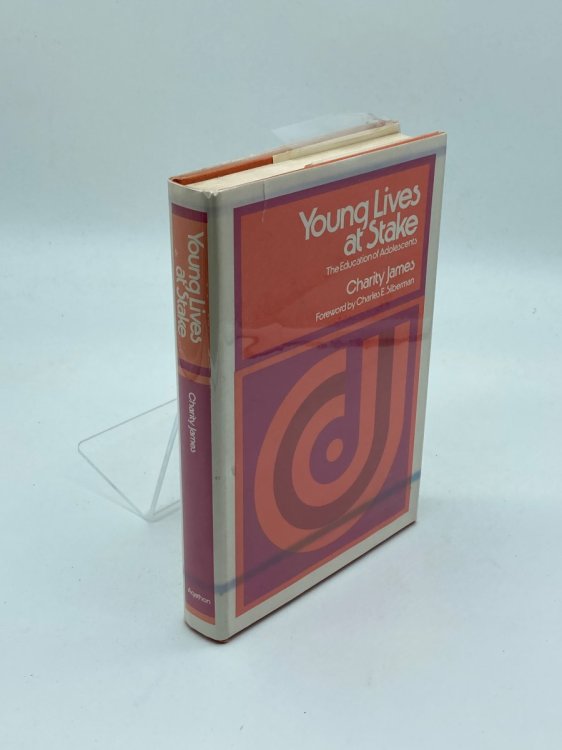 Young Lives
at Stake
The Education of Adolescents
Charity James
Foreword by Charles E. Silberman
Young Lives
at Stake
Charity James
Agathon